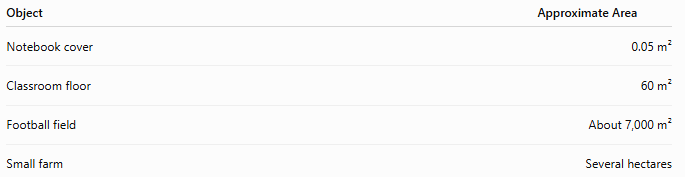 Object Approximate Area
Notebook cover 0.05 m²
Classroom floor 60 m²
Football field About 7,000 m²
Small farm Several hectares